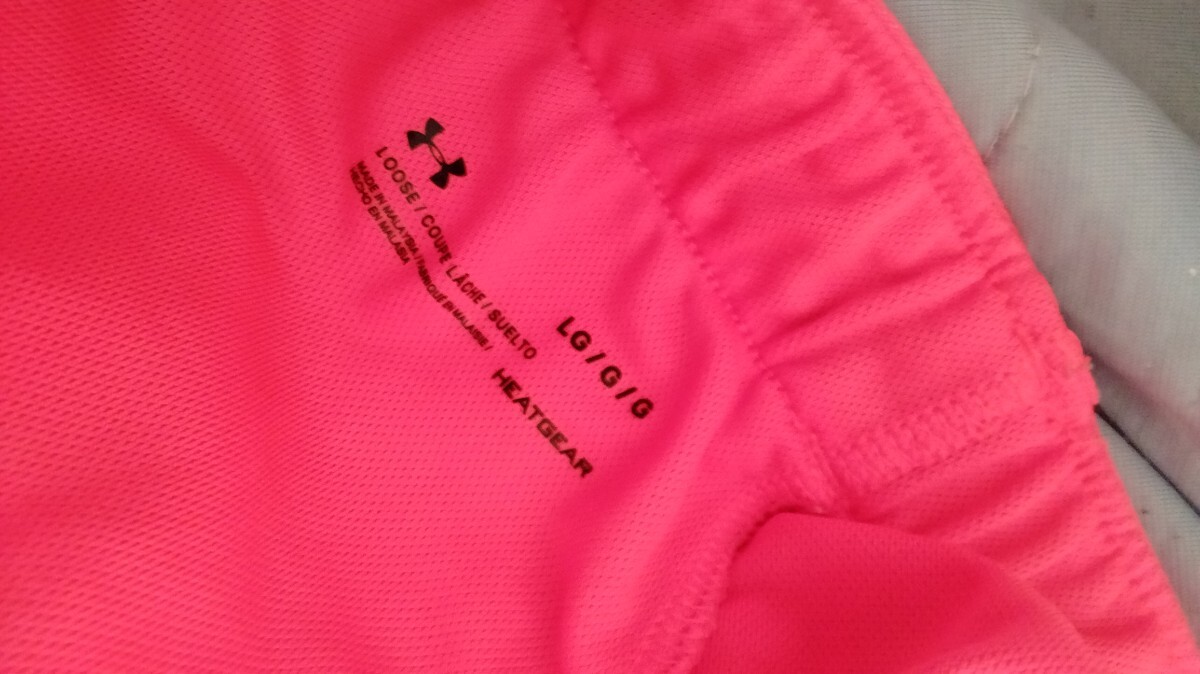 LG / G / G
HEATGEAR
LOOSE / COUPE LÂCHE / SUELTO
MADE IN MALAYSIA / FABRIQUÉ EN MALAISIE /
HECHO EN MALASIA